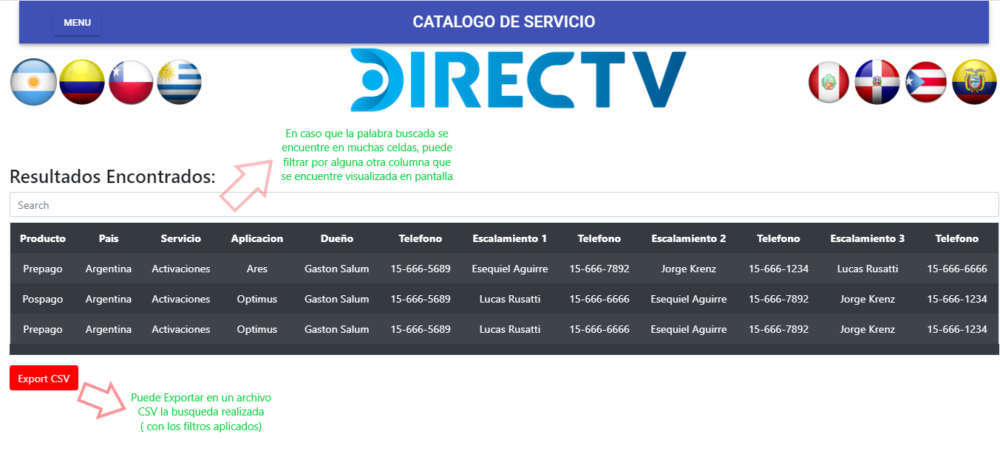 MENU
CATALOGO DE SERVICIO
DIRECTV
En caso que la palabra buscada se
encuentre en muchas celdas, puede
filtrar por alguna otra columna que
se encuentre visualizada en pantalla
Resultados Encontrados:
Search
Producto Pais Servicio Aplicacion Dueño Telefono Escalamiento 1 Telefono Escalamiento 2 Telefono Escalamiento 3 Telefono
Prepago Argentina Activaciones Ares Gaston Salum 15-666-5689 Esequiel Aguirre 15-666-7892 Jorge Krenz 15-666-1234 Lucas Rusatti 15-666-6666
Pospago Argentina Activaciones Optimus Gaston Salum 15-666-5689 Lucas Rusatti 15-666-6666 Esequiel Aguirre 15-666-7892 Jorge Krenz 15-666-1234
Prepago Argentina Activaciones Optimus Gaston Salum 15-666-5689 Lucas Rusatti 15-666-6666 Esequiel Aguirre 15-666-7892 Jorge Krenz 15-666-1234
Export CSV
Puede Exportar en un archivo
CSV la busqueda realizada
( con los filtros aplicados)